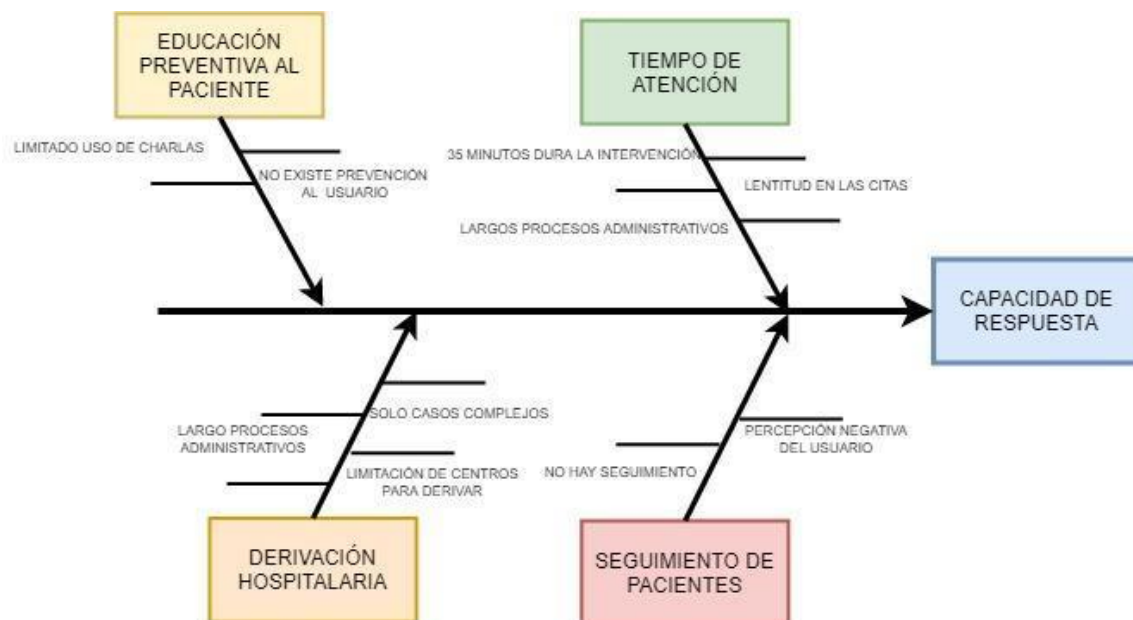 EDUCACIÓN
PREVENTIVA AL
PACIENTE
TIEMPO DE
ATENCIÓN
LIMITADO USO DE CHARLAS
NO EXISTE PREVENCIÓN
AL USUARIO
35 MINUTOS DURA LA INTERVENCIÓN
LENTITUD EN LAS CITAS
LARGOS PROCESOS ADMINISTRATIVOS
CAPACIDAD DE
RESPUESTA
SOLO CASOS COMPLEJOS
LARGO PROCESOS
ADMINISTRATIVOS
LIMITACIÓN DE CENTROS
PARA DERIVAR
PERCEPCIÓN NEGATIVA
DEL USUARIO
NO HAY SEGUIMIENTO
DERIVACIÓN
HOSPITALARIA
SEGUIMIENTO DE
PACIENTES